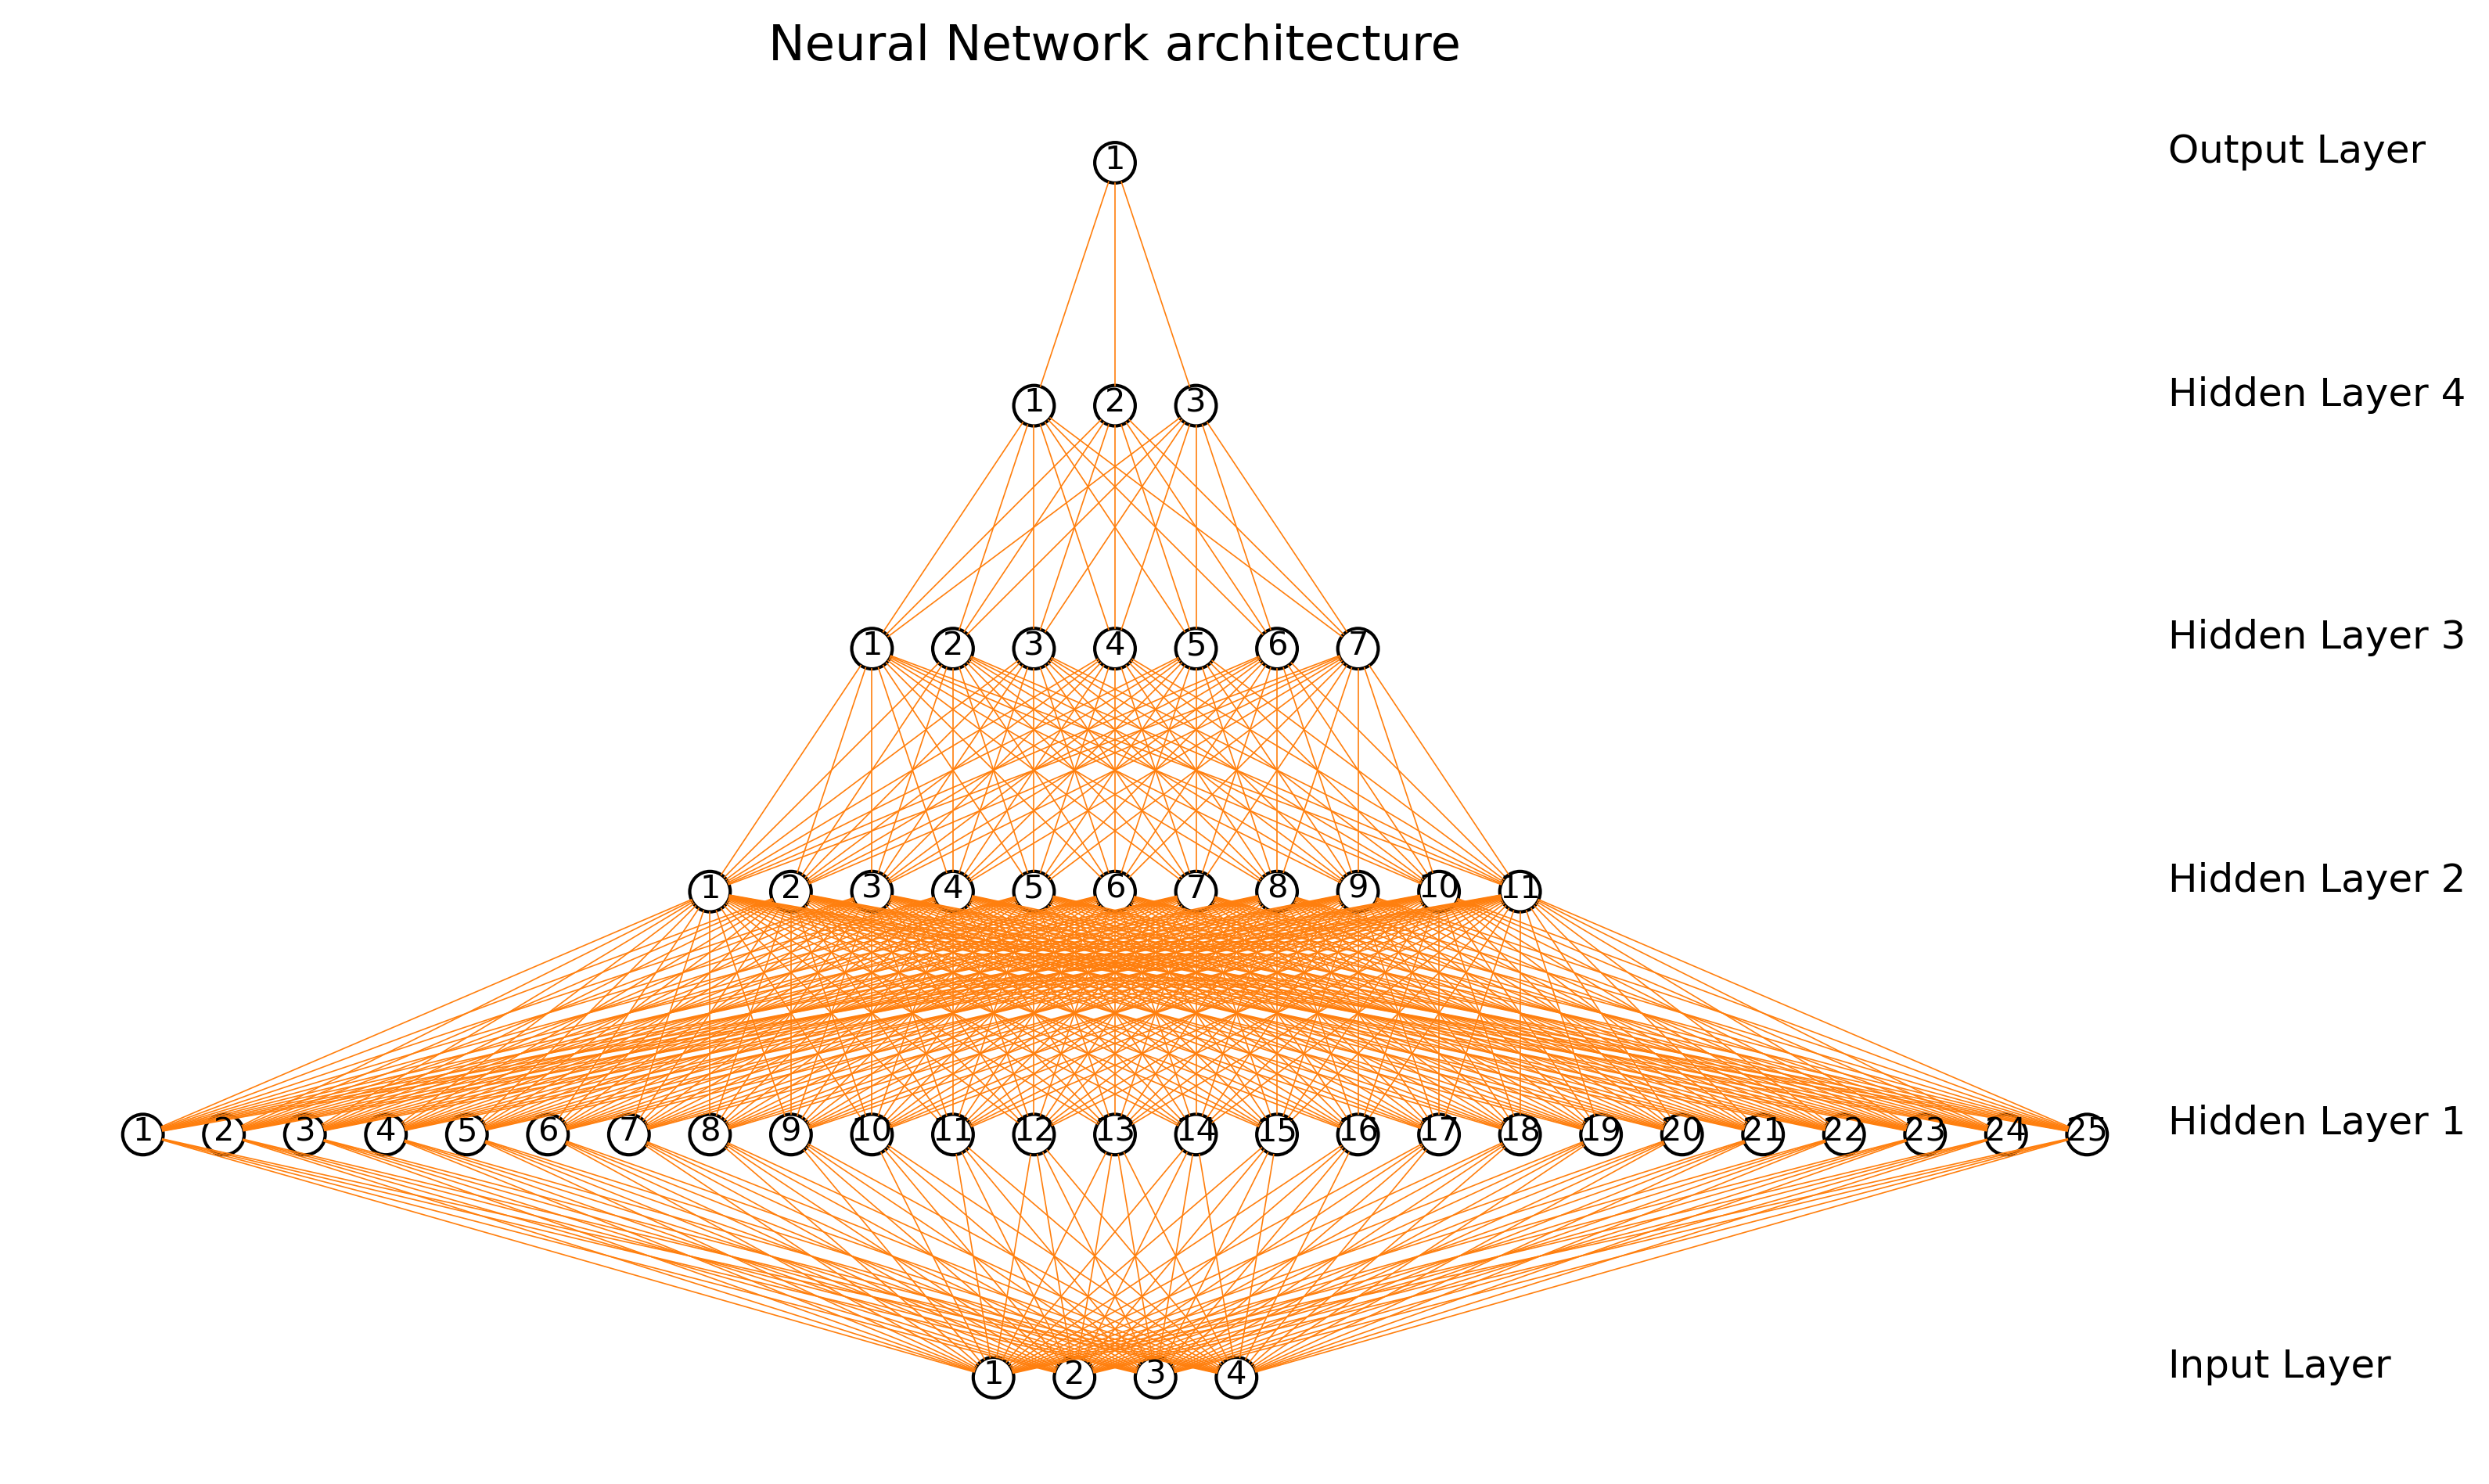 Neural Network architecture
1
Output Layer
1 2 3
Hidden Layer 4
1 2 3 4 5 6 7
Hidden Layer 3
1 2 3 4 5 6 7 8 9 10 11
Hidden Layer 2
1 2 3 4 5 6 7 8 9 10 11 12 13 14 15 16 17 18 19 20 21 22 23 24 25
Hidden Layer 1
1 2 3 4
Input Layer